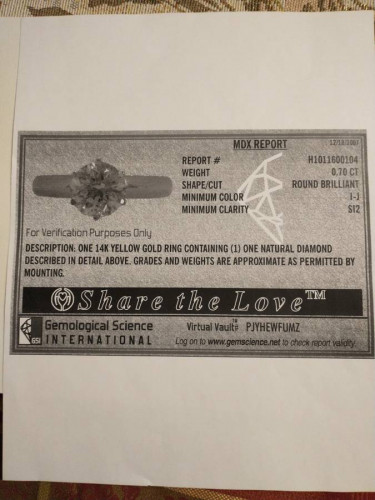 MDX REPORT 12/18/2007
REPORT # H1011600104
WEIGHT 0.70 CT
SHAPE/CUT ROUND BRILLIANT
MINIMUM COLOR I-J
MINIMUM CLARITY SI2
For Verification Purposes Only
DESCRIPTION: ONE 14K YELLOW GOLD RING CONTAINING (1) ONE NATURAL DIAMOND
DESCRIBED IN DETAIL ABOVE. GRADES AND WEIGHTS ARE APPROXIMATE AS PERMITTED BY
MOUNTING.
Share the Love™
Gemological Science Virtual Vault™ PJYHEWFUMZ
GSI INTERNATIONAL Log on to www.gemscience.net to check report validity.